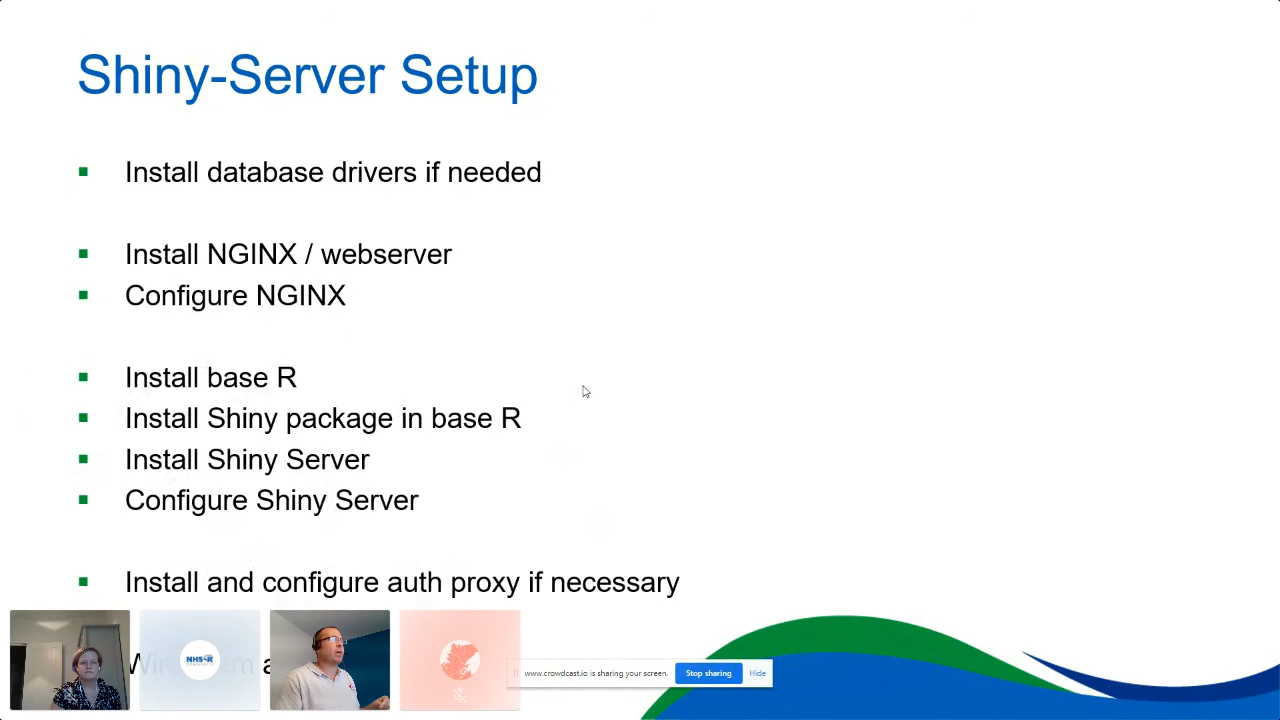 Shiny-Server Setup
Install database drivers if needed
Install NGINX / webserver
Configure NGINX
Install base R
Install Shiny package in base R
Install Shiny Server
Configure Shiny Server
Install and configure auth proxy if necessary
NHS-R
www.crowdcast.io is sharing your screen.
Stop sharing
Hide